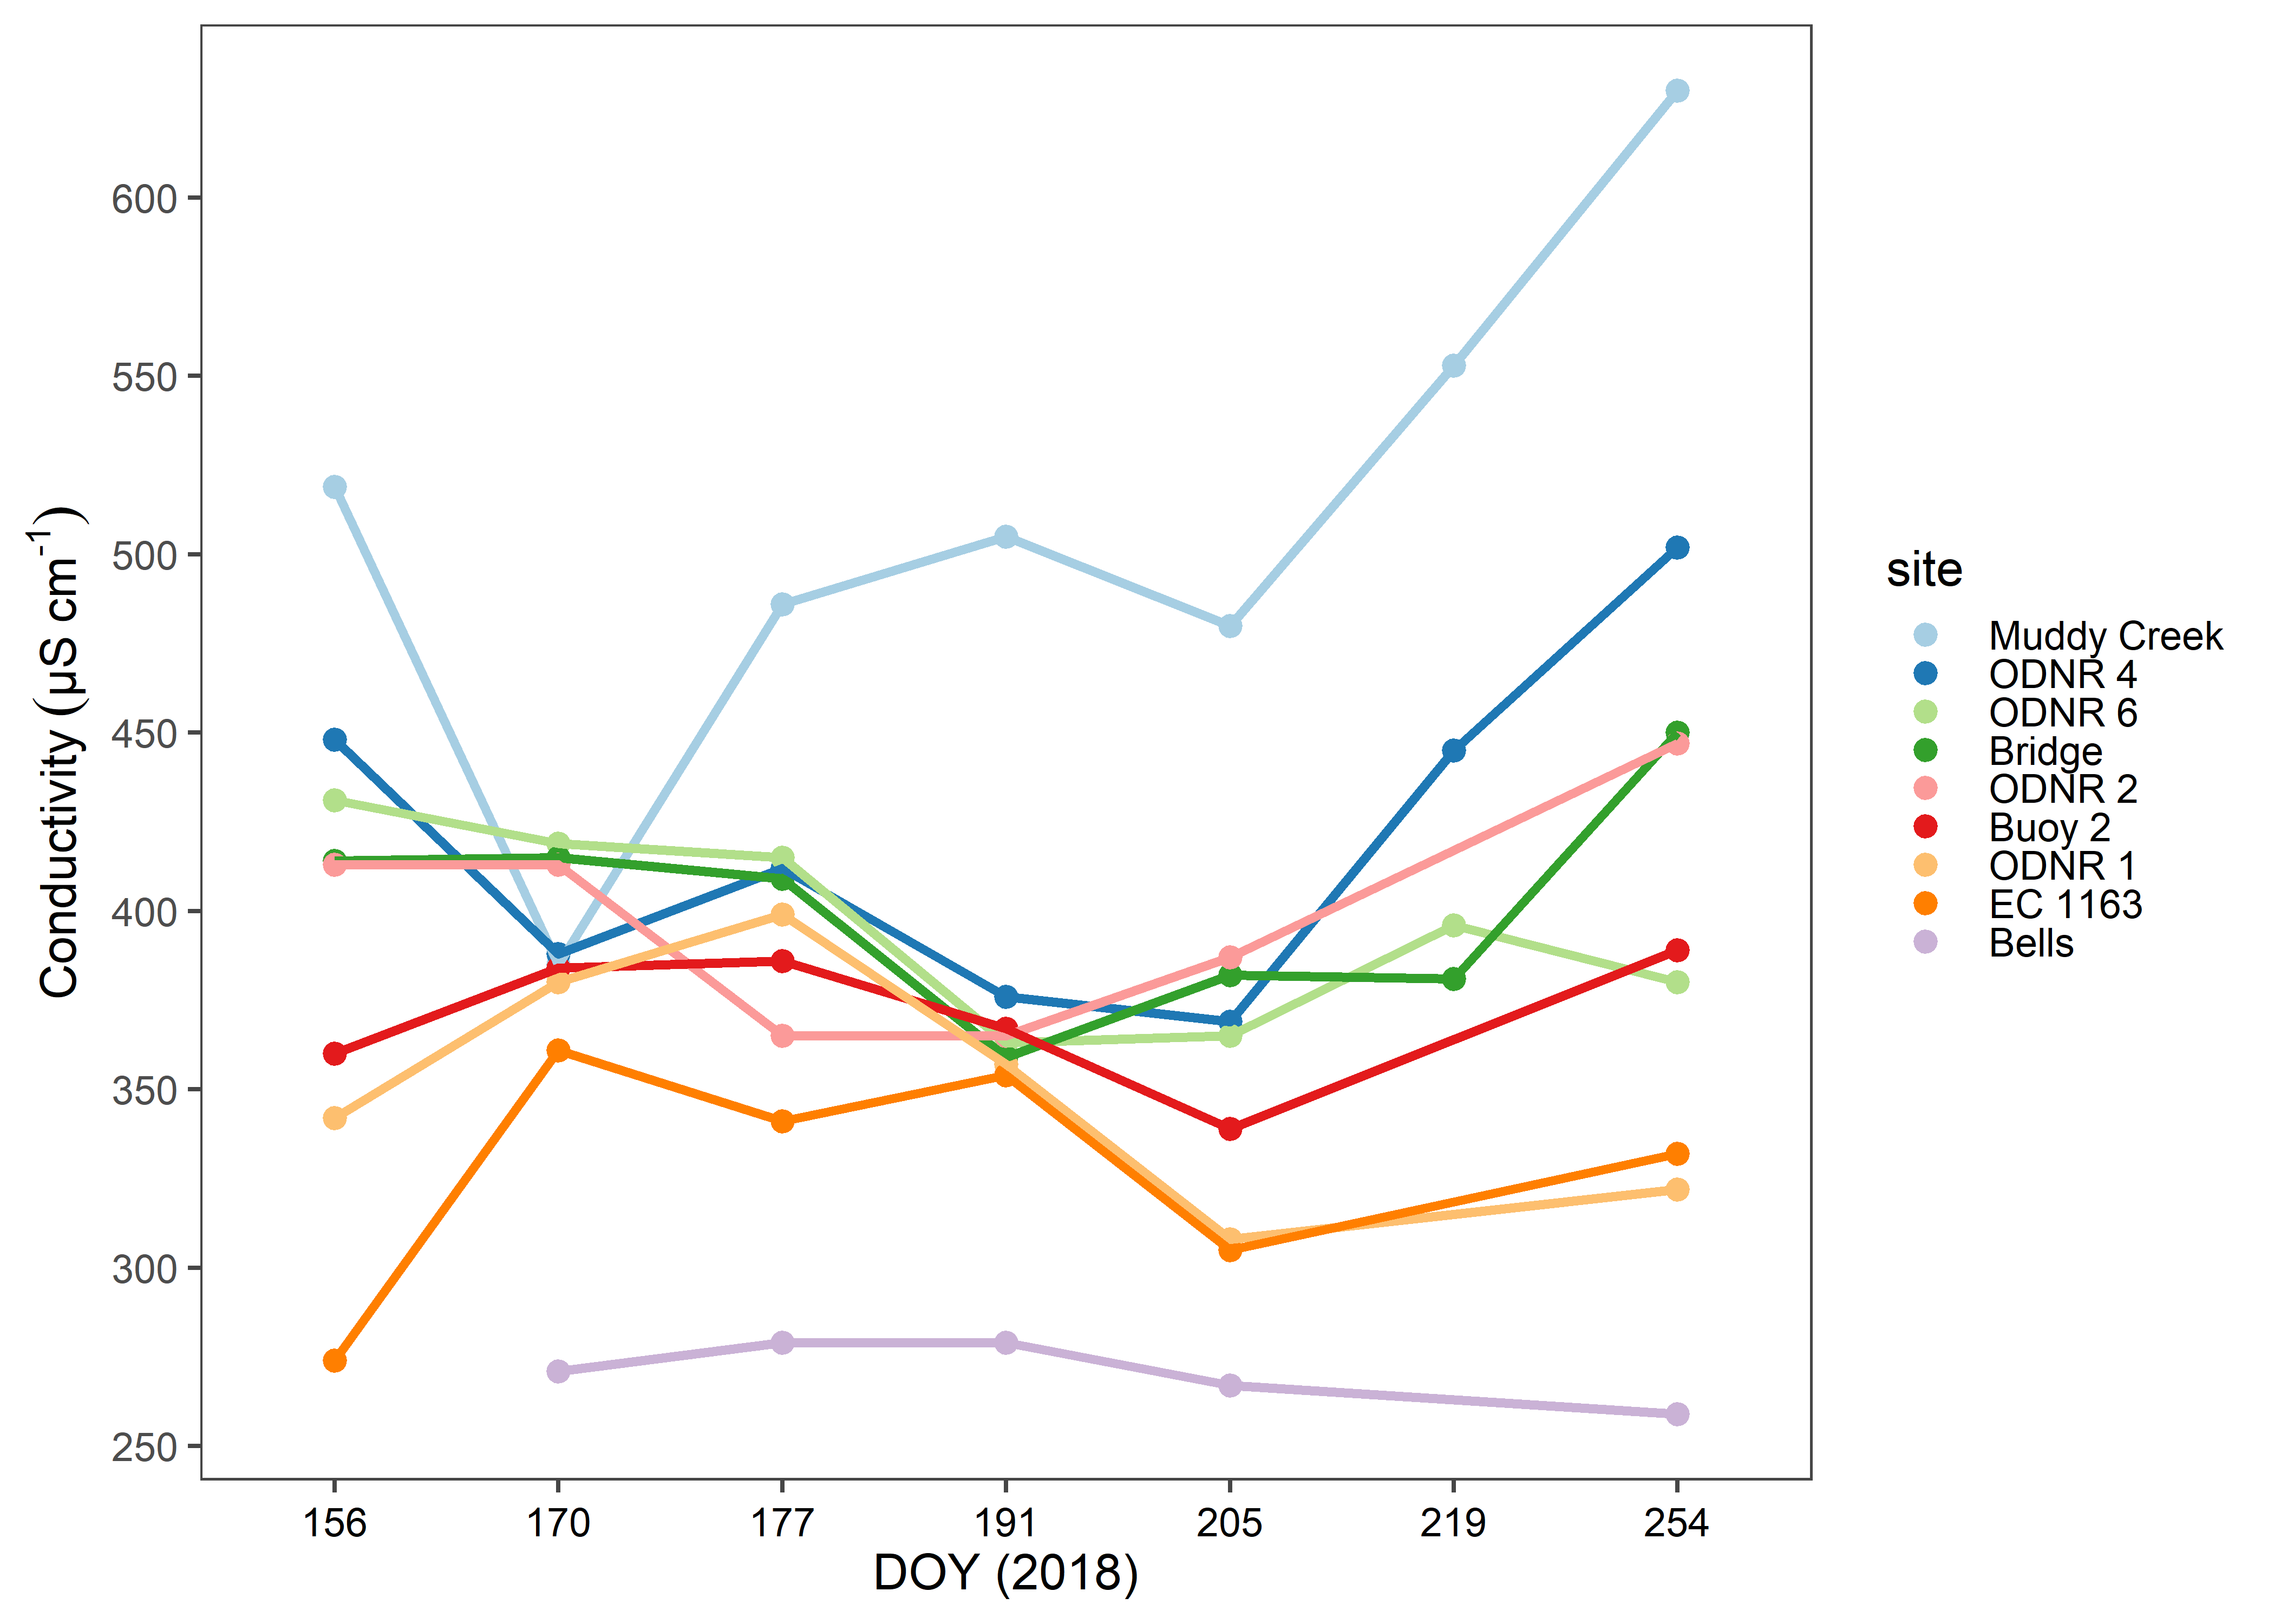 Conductivity (µS cm-1)
600
550
500
450
400
350
300
250
156 170 177 191 205 219 254
DOY (2018)
site
Muddy Creek
ODNR 4
ODNR 6
Bridge
ODNR 2
Buoy 2
ODNR 1
EC 1163
Bells